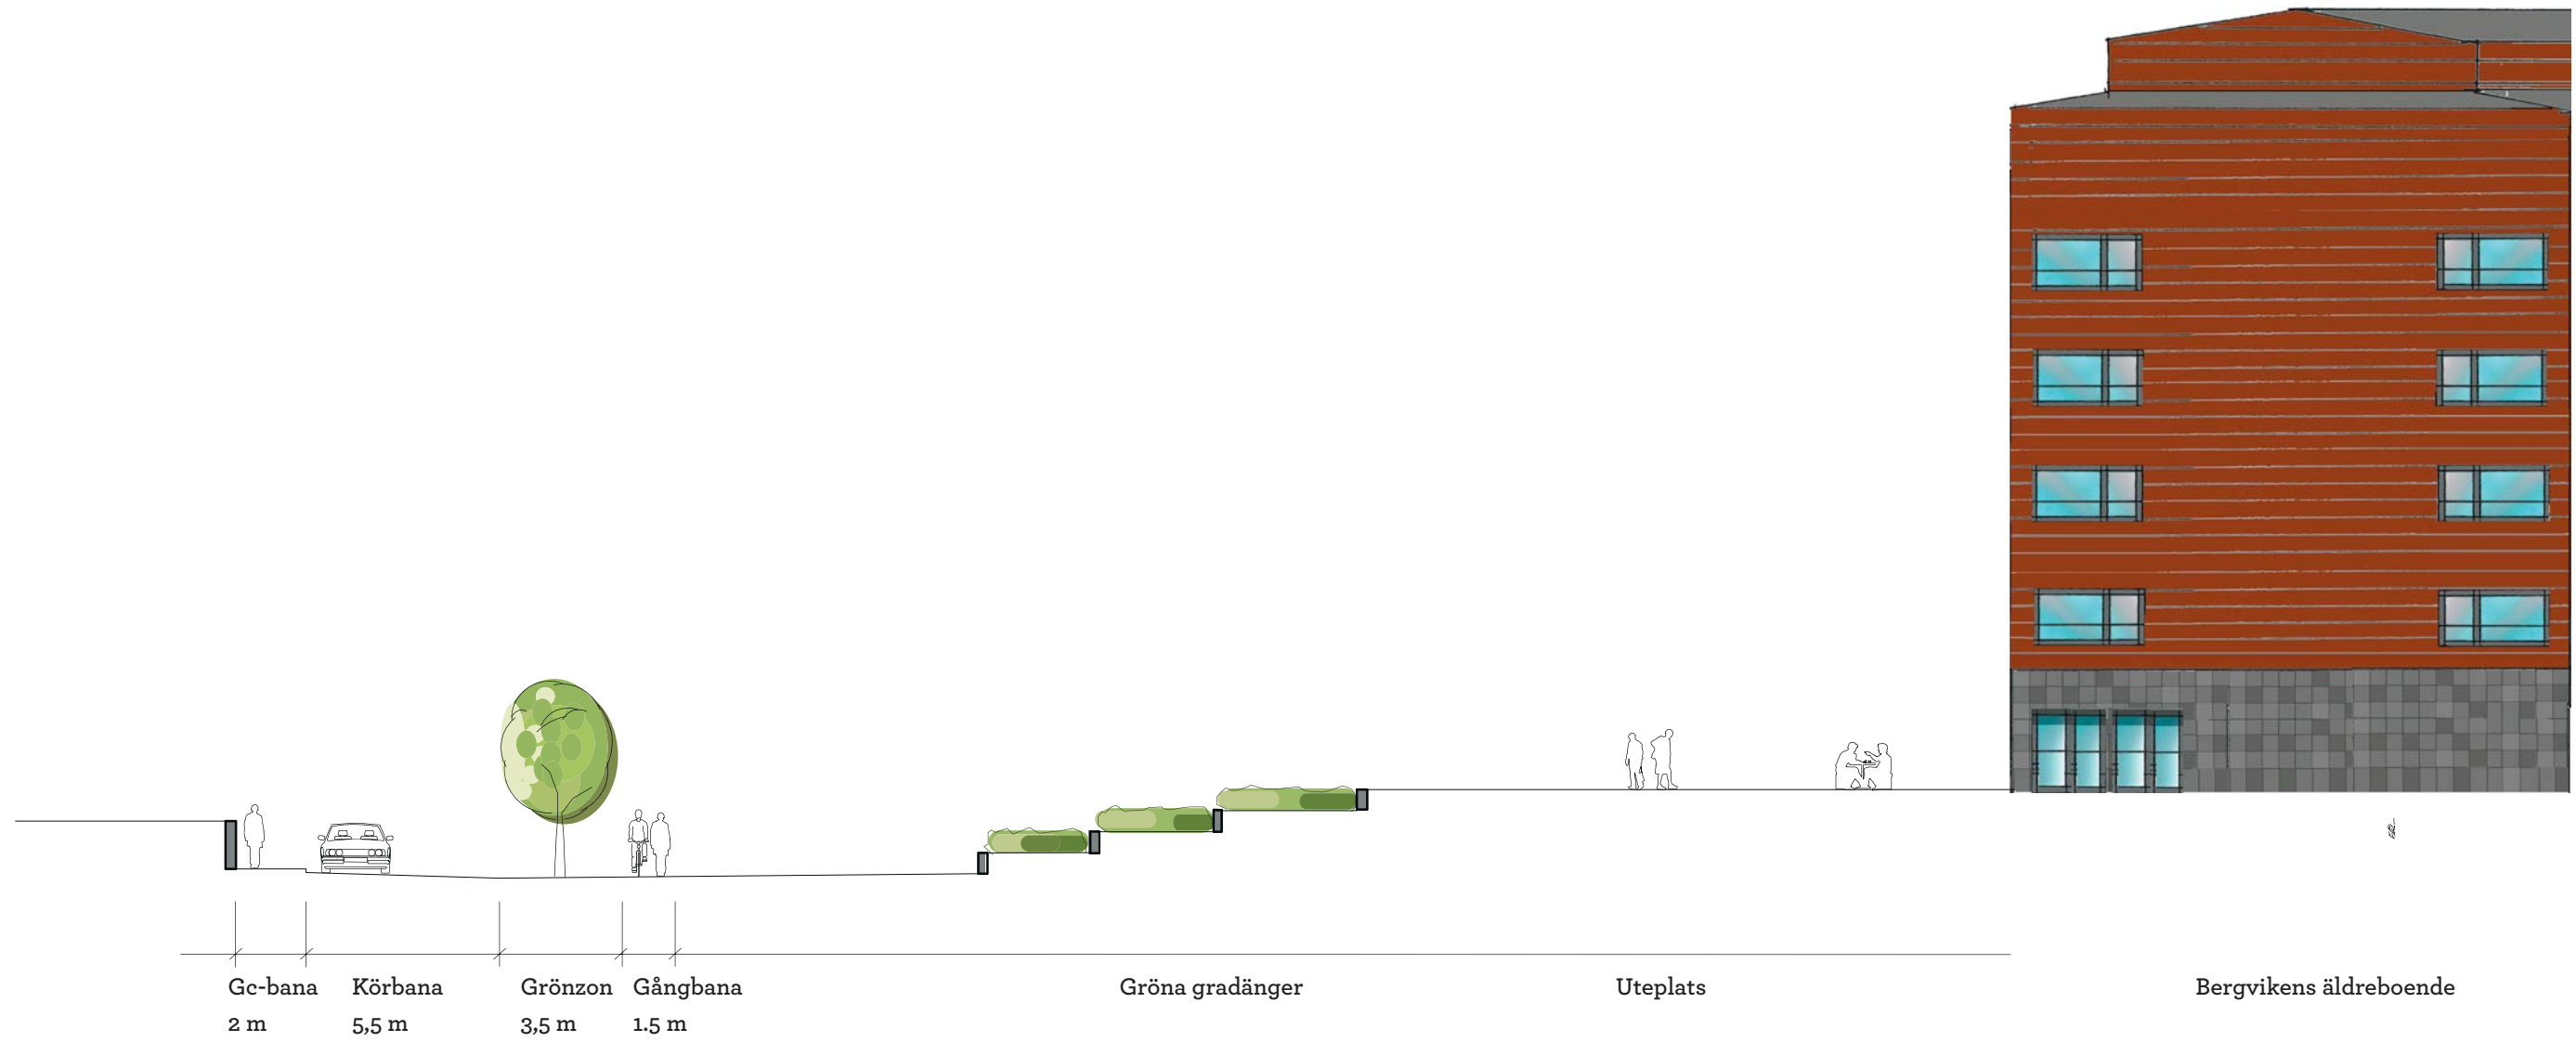 Gc-bana
2 m
Körbana
5,5 m
Grönzon
3,5 m
Gångbana
1.5 m
Gröna gradänger
Uteplats
Bergvikens äldreboende